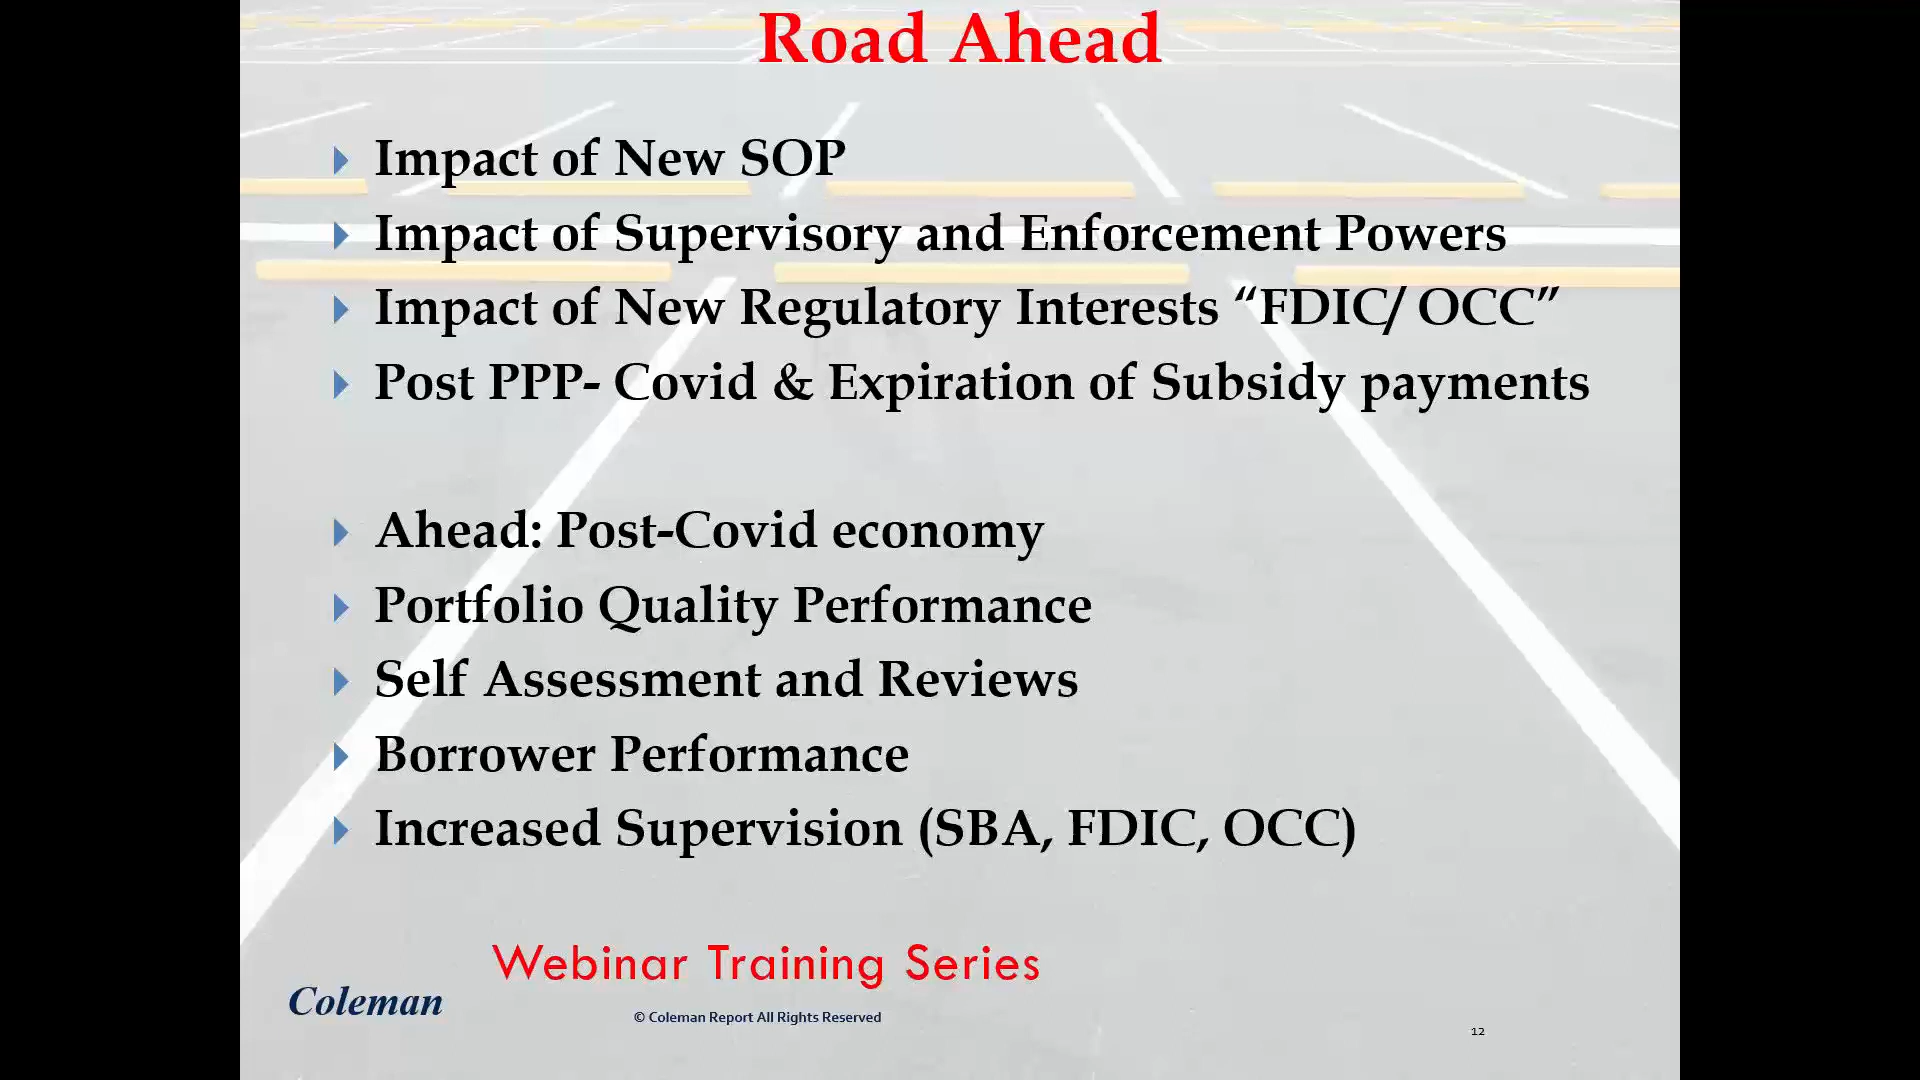 Road Ahead
Impact of New SOP
Impact of Supervisory and Enforcement Powers
Impact of New Regulatory Interests “FDIC/ OCC”
Post PPP- Covid & Expiration of Subsidy payments
Ahead: Post-Covid economy
Portfolio Quality Performance
Self Assessment and Reviews
Borrower Performance
Increased Supervision (SBA, FDIC, OCC)
Webinar Training Series
Coleman
© Coleman Report All Rights Reserved
12